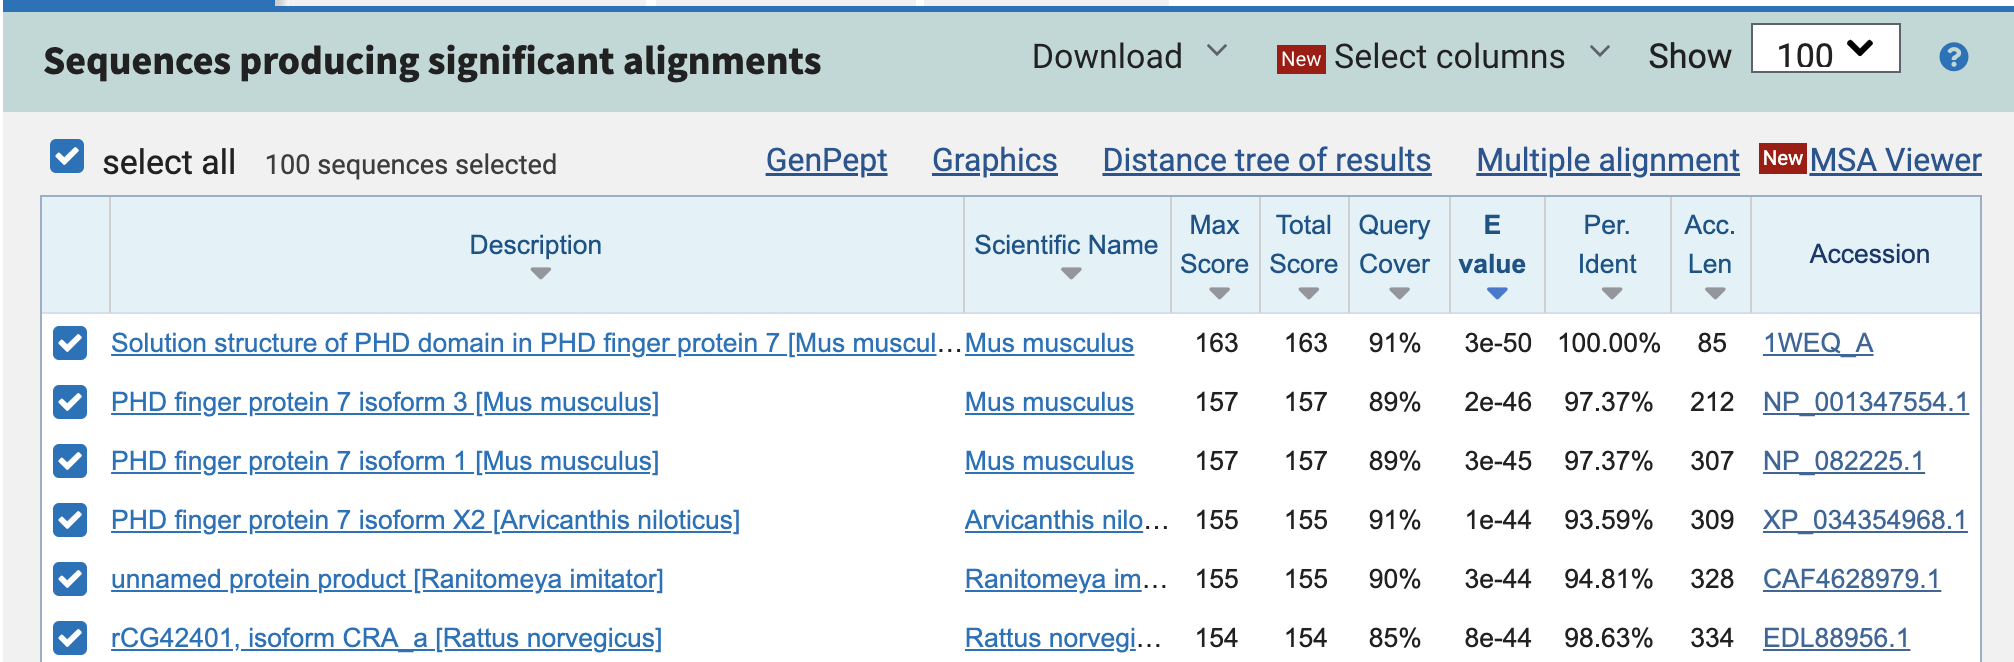 Sequences producing significant alignments Download New Select columns Show 100 ?
select all 100 sequences selected GenPept Graphics Distance tree of results Multiple alignment New MSA Viewer
Description Scientific Name Max Score Total Score Query Cover E value Per. Ident Acc. Len Accession
Solution structure of PHD domain in PHD finger protein 7 [Mus muscul... Mus musculus 163 163 91% 3e-50 100.00% 85 1WEQ_A
PHD finger protein 7 isoform 3 [Mus musculus] Mus musculus 157 157 89% 2e-46 97.37% 212 NP_001347554.1
PHD finger protein 7 isoform 1 [Mus musculus] Mus musculus 157 157 89% 3e-45 97.37% 307 NP_082225.1
PHD finger protein 7 isoform X2 [Arvicanthis niloticus] Arvicanthis nilo... 155 155 91% 1e-44 93.59% 309 XP_034354968.1
unnamed protein product [Ranitomeya imitator] Ranitomeya im... 155 155 90% 3e-44 94.81% 328 CAF4628979.1
rCG42401, isoform CRA_a [Rattus norvegicus] Rattus norvegi... 154 154 85% 8e-44 98.63% 334 EDL88956.1